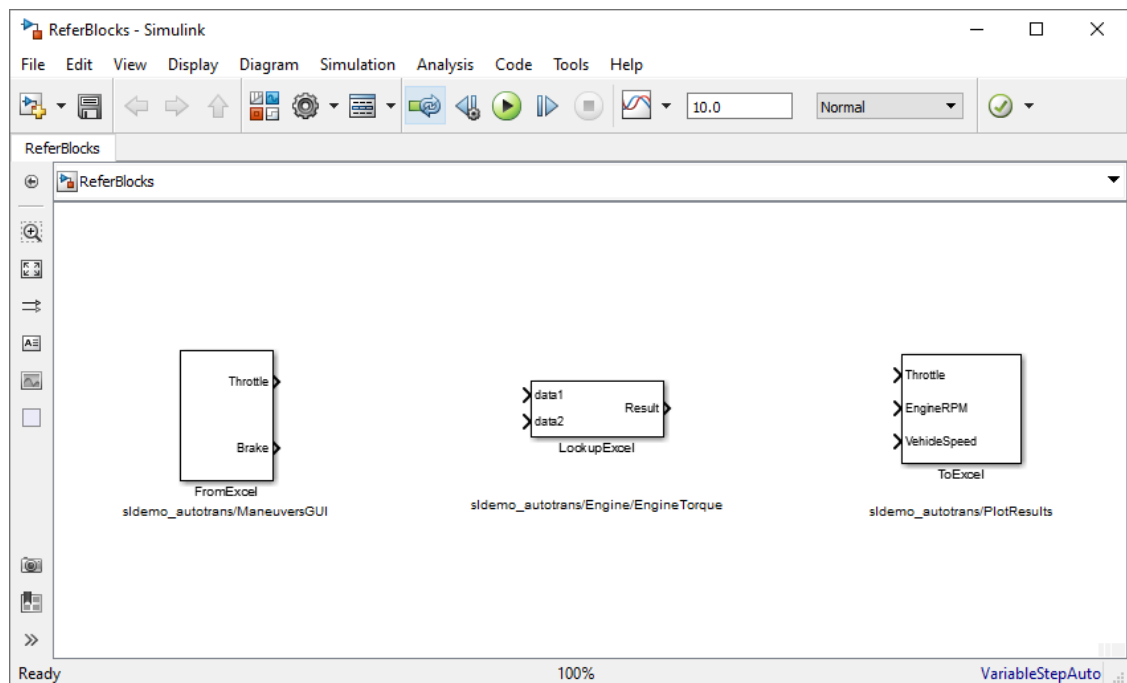 ReferBlocks - Simulink
File Edit View Display Diagram Simulation Analysis Code Tools Help
10.0 Normal
ReferBlocks
ReferBlocks
Throttle
Brake
FromExcel
sldemo_autotrans/ManeuversGUI
data1
data2
Result
LookupExcel
sldemo_autotrans/Engine/EngineTorque
Throttle
EngineRPM
VehicleSpeed
ToExcel
sldemo_autotrans/PlotResults
Ready 100% VariableStepAuto